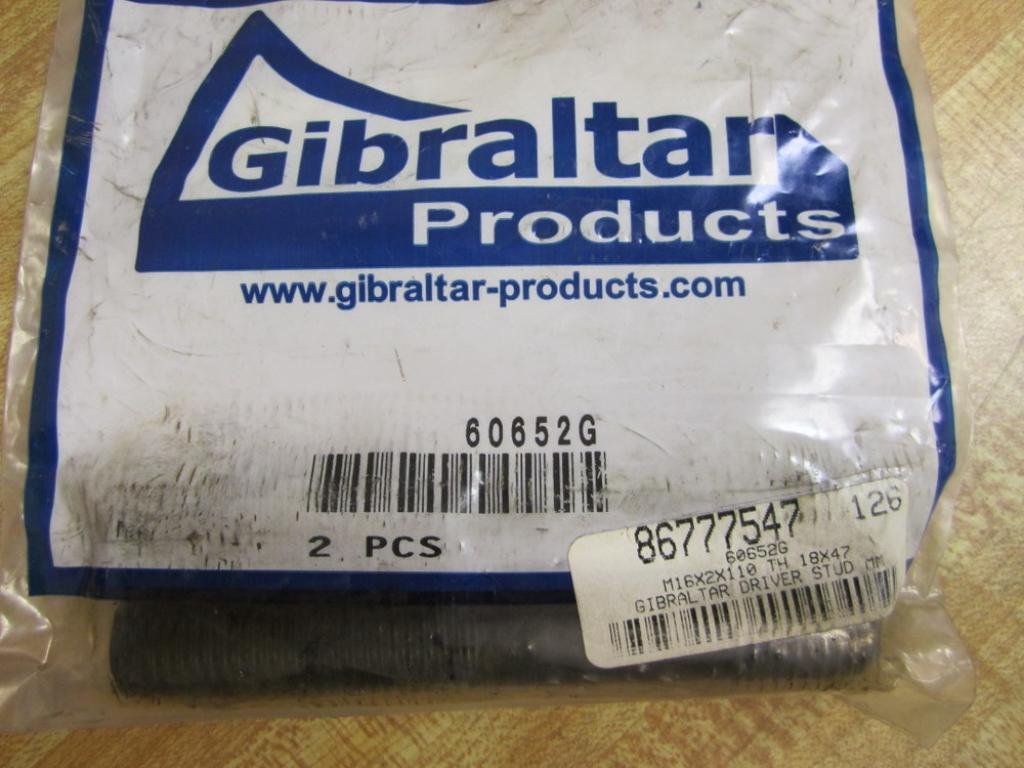 Gibraltar
Products
www.gibraltar-products.com
60652G
2 PCS
86777547 126
60652G
M16X2X110 TH 18X47
GIBRALTAR DRIVER STUD MM